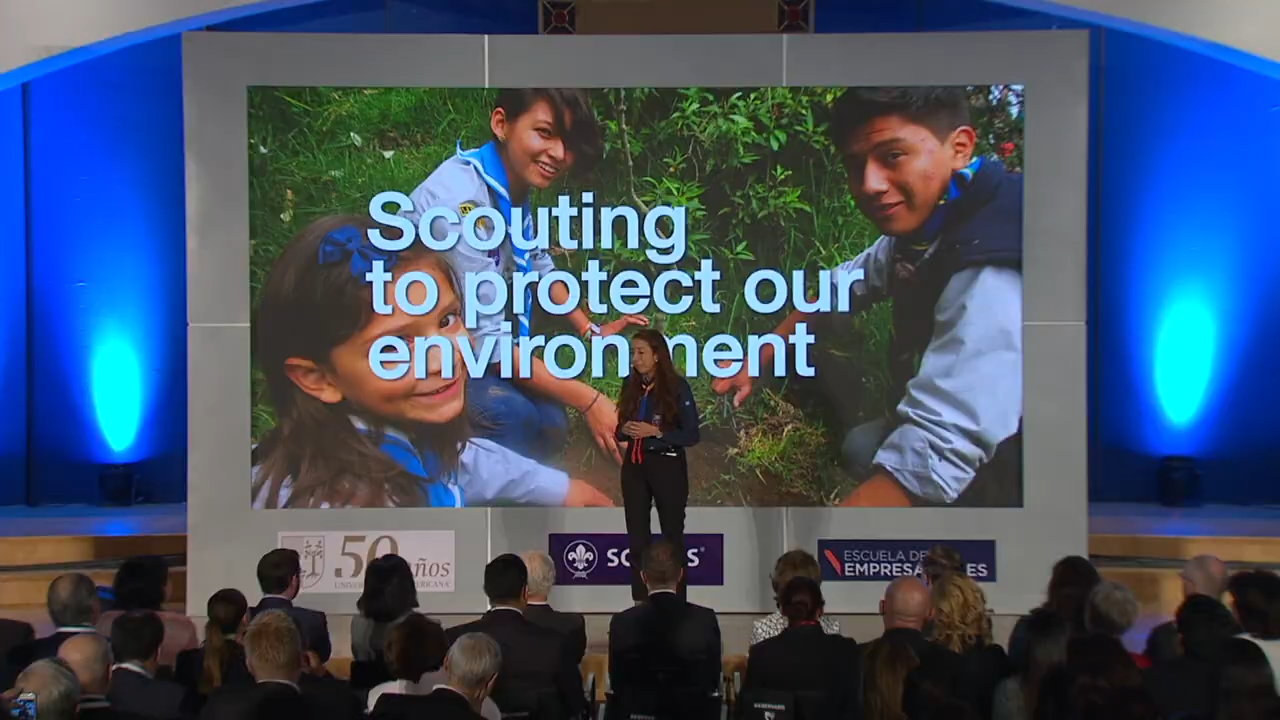 Scouting
to protect our
environment
50 años
SCOUTS®
ESCUELA DE
EMPRESARIALES